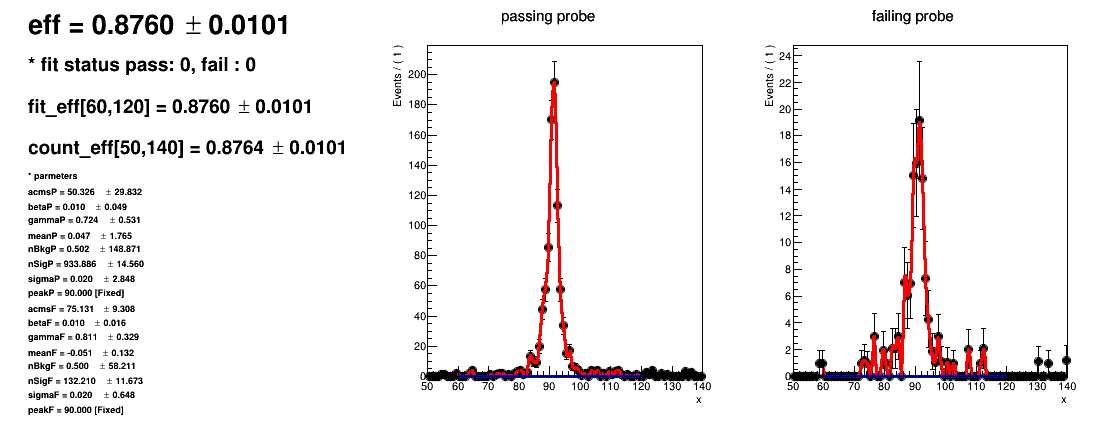 eff = 0.8760 ± 0.0101
* fit status pass: 0, fail : 0
fit_eff[60,120] = 0.8760 ± 0.0101
count_eff[50,140] = 0.8764 ± 0.0101
* parmeters
acmsP = 50.326 ± 29.832
betaP = 0.010 ± 0.049
gammaP = 0.724 ± 0.531
meanP = 0.047 ± 1.765
nBkgP = 0.502 ± 148.871
nSigP = 933.886 ± 14.560
sigmaP = 0.020 ± 2.848
peakP = 90.000 [Fixed]
acmsF = 75.131 ± 9.308
betaF = 0.010 ± 0.016
gammaF = 0.811 ± 0.329
meanF = -0.051 ± 0.132
nBkgF = 0.500 ± 58.211
nSigF = 132.210 ± 11.673
sigmaF = 0.020 ± 0.648
peakF = 90.000 [Fixed]
passing probe
Events / ( 1 )
200
180
160
140
120
100
80
60
40
20
0
50 60 70 80 90 100 110 120 130 140
x
failing probe
Events / ( 1 )
24
22
20
18
16
14
12
10
8
6
4
2
0
50 60 70 80 90 100 110 120 130 140
x